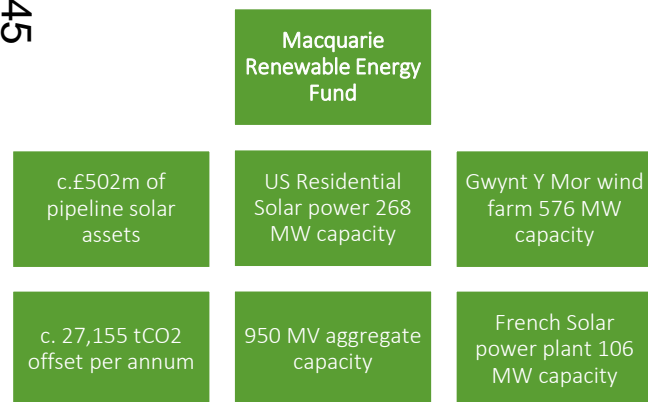 45
Macquarie
Renewable Energy
Fund
c.£502m of
pipeline solar
assets
US Residential
Solar power 268
MW capacity
Gwynt Y Mor wind
farm 576 MW
capacity
c. 27,155 tCO2
offset per annum
950 MV aggregate
capacity
French Solar
power plant 106
MW capacity